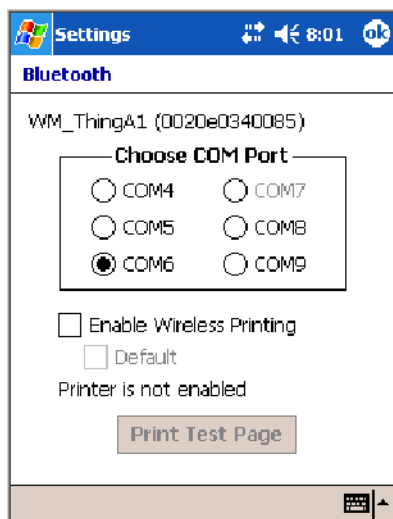 Settings 8:01 ok
Bluetooth
WM_ThingA1 (0020e0340085)
Choose COM Port
COM4 COM7
COM5 COM8
COM6 COM9
Enable Wireless Printing
Default
Printer is not enabled
Print Test Page